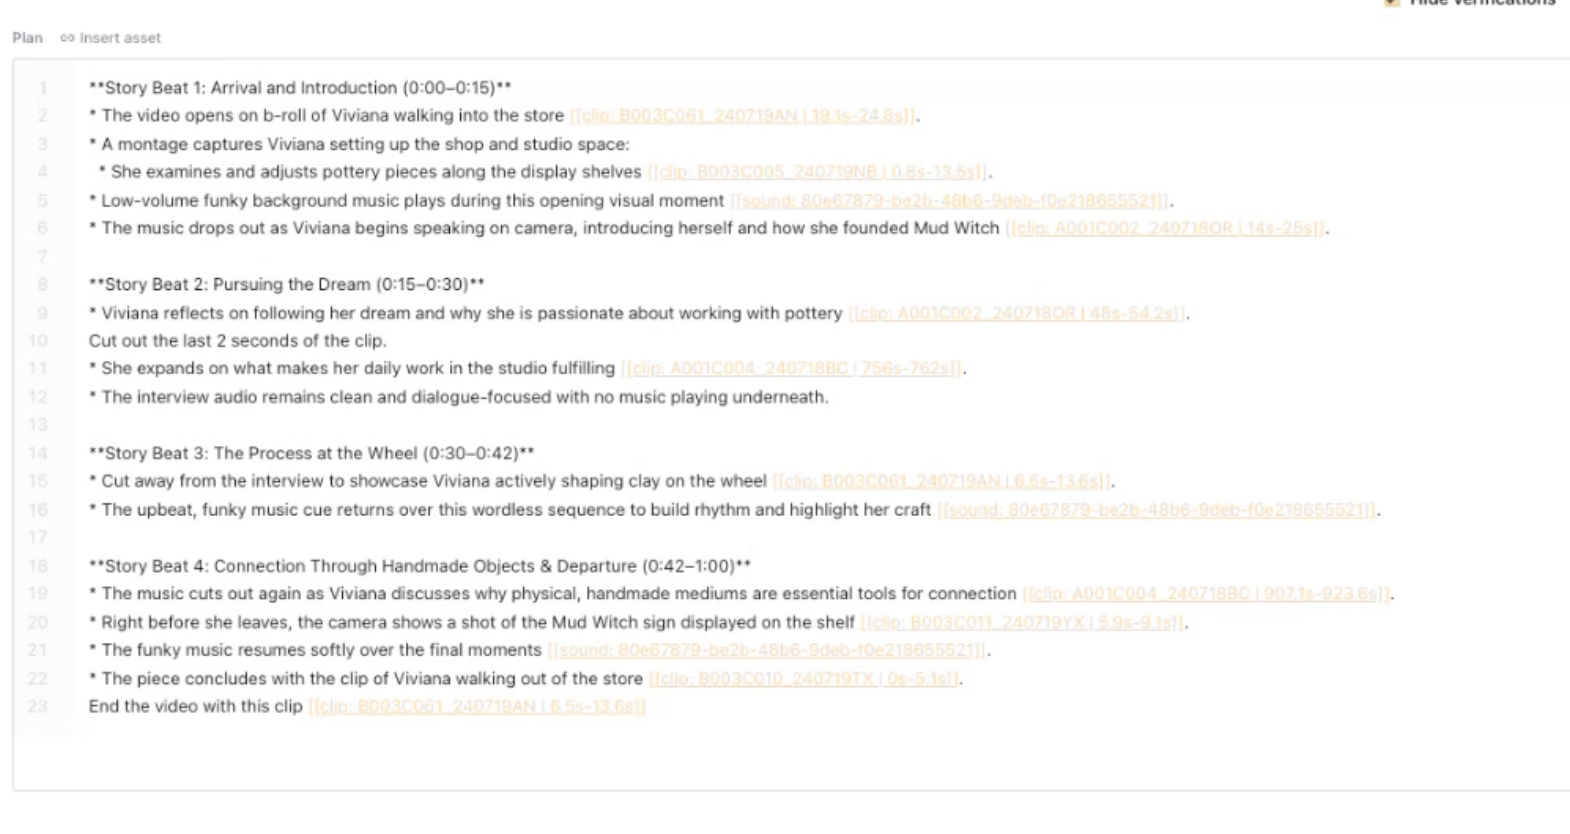 Hide verifications
Plan Insert asset
1 **Story Beat 1: Arrival and Introduction (0:00–0:15)**
2 * The video opens on b-roll of Viviana walking into the store [[clip: B003C061_240719AN | 19.1s-24.8s]].
3 * A montage captures Viviana setting up the shop and studio space:
4 * She examines and adjusts pottery pieces along the display shelves [[clip: B003C005_240719NB | 0.8s-13.5s]].
5 * Low-volume funky background music plays during this opening visual moment [[sound: 80e67879-be2b-48b6-9deb-f0e218655521]].
6 * The music drops out as Viviana begins speaking on camera, introducing herself and how she founded Mud Witch [[clip: A001C002_240718OR | 14s-25s]].
7
8 **Story Beat 2: Pursuing the Dream (0:15–0:30)**
9 * Viviana reflects on following her dream and why she is passionate about working with pottery [[clip: A001C002_240718OR | 48s-54.2s]].
10 Cut out the last 2 seconds of the clip.
11 * She expands on what makes her daily work in the studio fulfilling [[clip: A001C004_240718BC | 756s-762s]].
12 * The interview audio remains clean and dialogue-focused with no music playing underneath.
13
14 **Story Beat 3: The Process at the Wheel (0:30–0:42)**
15 * Cut away from the interview to showcase Viviana actively shaping clay on the wheel [[clip: B003C061_240719AN | 6.5s-13.6s]].
16 * The upbeat, funky music cue returns over this wordless sequence to build rhythm and highlight her craft [[sound: 80e67879-be2b-48b6-9deb-f0e218655521]].
17
18 **Story Beat 4: Connection Through Handmade Objects & Departure (0:42–1:00)**
19 * The music cuts out again as Viviana discusses why physical, handmade mediums are essential tools for connection [[clip: A001C004_240718BC | 907.1s-923.6s]].
20 * Right before she leaves, the camera shows a shot of the Mud Witch sign displayed on the shelf [[clip: B003C011_240719YX | 5.9s-9.1s]].
21 * The funky music resumes softly over the final moments [[sound: 80e67879-be2b-48b6-9deb-f0e218655521]].
22 * The piece concludes with the clip of Viviana walking out of the store [[clip: B003C010_240719TX | 0s-5.1s]].
23 End the video with this clip [[clip: B003C061_240719AN | 6.5s-13.6s]]